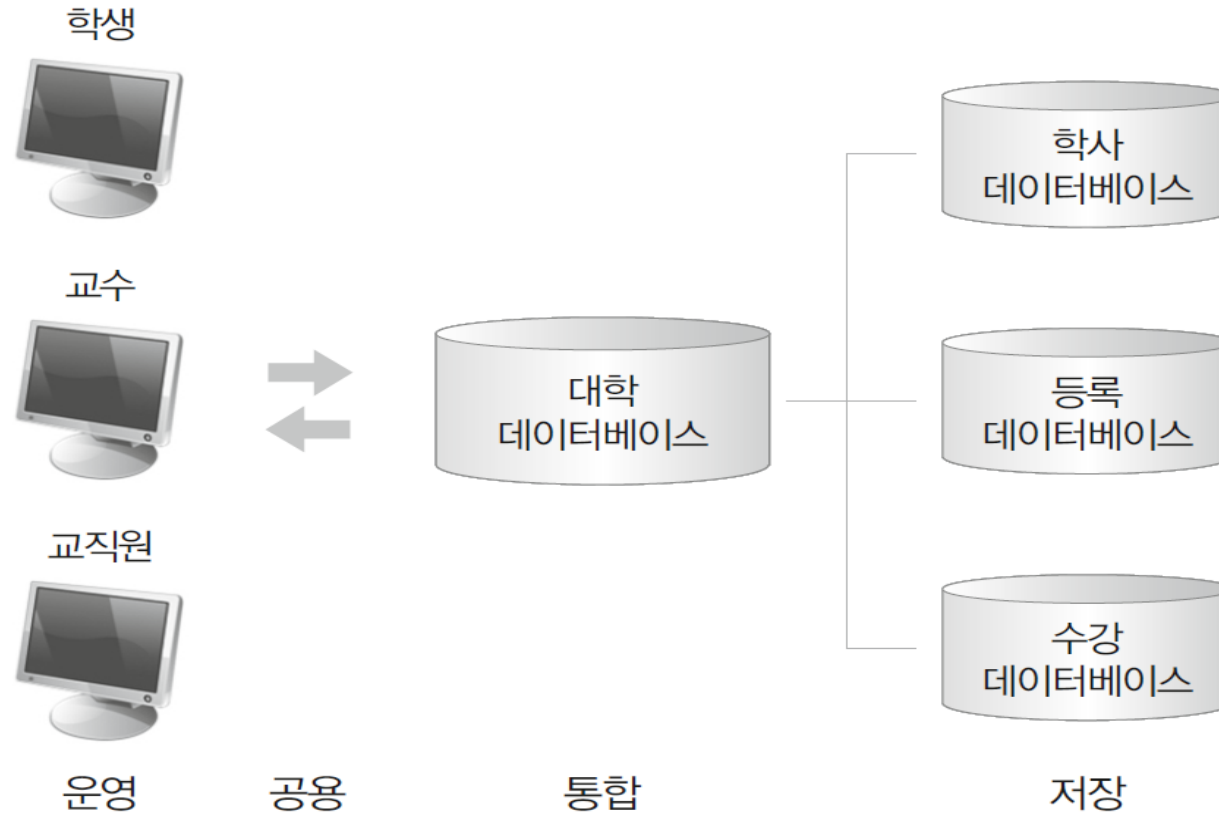 학생
교수
교직원
대학
데이터베이스
학사
데이터베이스
등록
데이터베이스
수강
데이터베이스
운영 공용 통합 저장